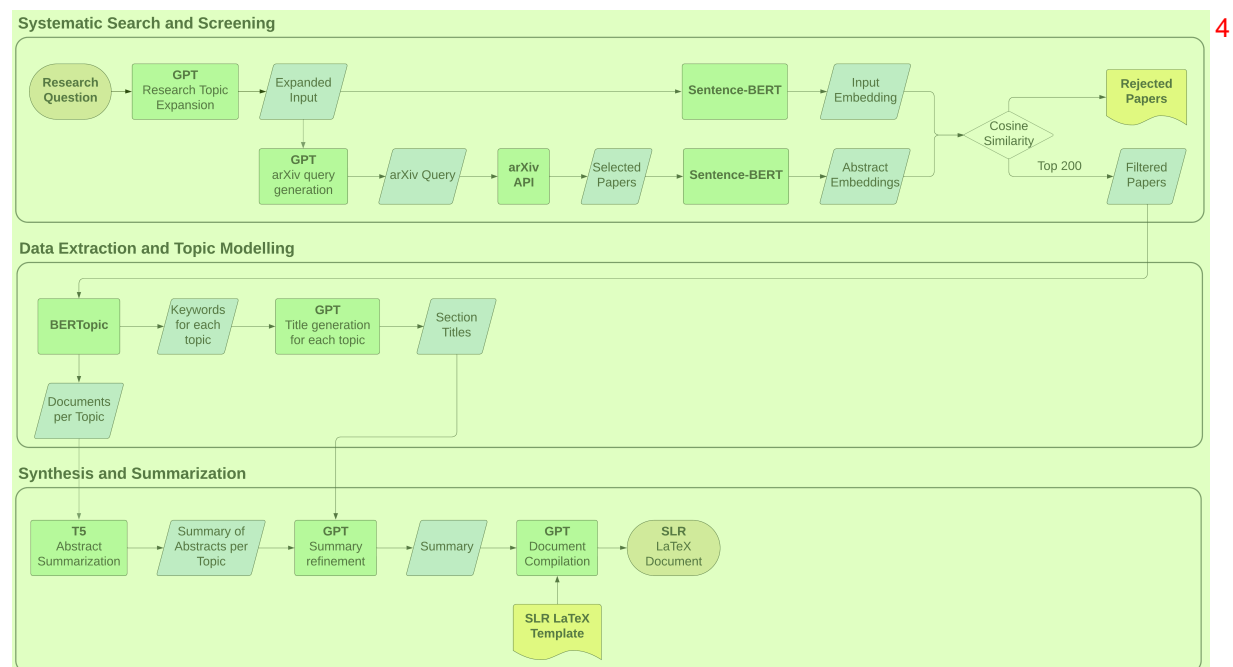 Systematic Search and Screening
4
Research
Question
GPT
Research Topic
Expansion
Expanded
Input
Sentence-BERT
Input
Embedding
Rejected
Papers
Cosine
Similarity
GPT
arXiv query
generation
arXiv Query
arXiv
API
Selected
Papers
Sentence-BERT
Abstract
Embeddings
Top 200
Filtered
Papers
Data Extraction and Topic Modelling
BERTopic
Keywords
for each
topic
GPT
Title generation
for each topic
Section
Titles
Documents
per Topic
Synthesis and Summarization
T5
Abstract
Summarization
Summary of
Abstracts per
Topic
GPT
Summary
refinement
Summary
GPT
Document
Compilation
SLR
LaTeX
Document
SLR LaTeX
Template